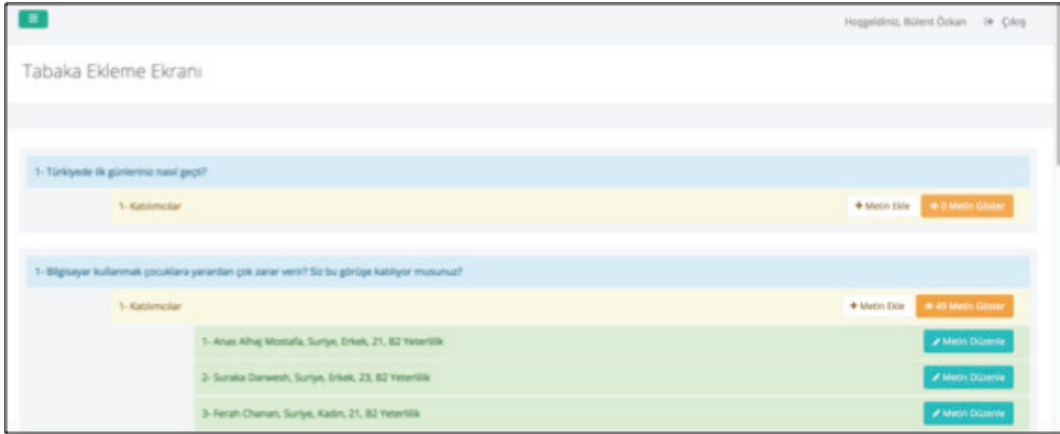 Hoşgeldiniz, Bülent Özkan Çıkış
Tabaka Ekleme Ekranı
1- Türkiyede ilk günleriniz nasıl geçti?
1- Katılımcılar + Metin Ekle 0 Metin Göster
1- Bilgisayar kullanmak çocuklara yarardan çok zarar verir? Siz bu görüşe katılıyor musunuz?
1- Katılımcılar + Metin Ekle 49 Metin Göster
1- Anas Alhaj Mostafa, Suriye, Erkek, 21, B2 Yeterlilik Metin Düzenle
2- Suraka Darwesh, Suriye, Erkek, 23, B2 Yeterlilik Metin Düzenle
3- Ferah Chanan, Suriye, Kadın, 21, B2 Yeterlilik Metin Düzenle